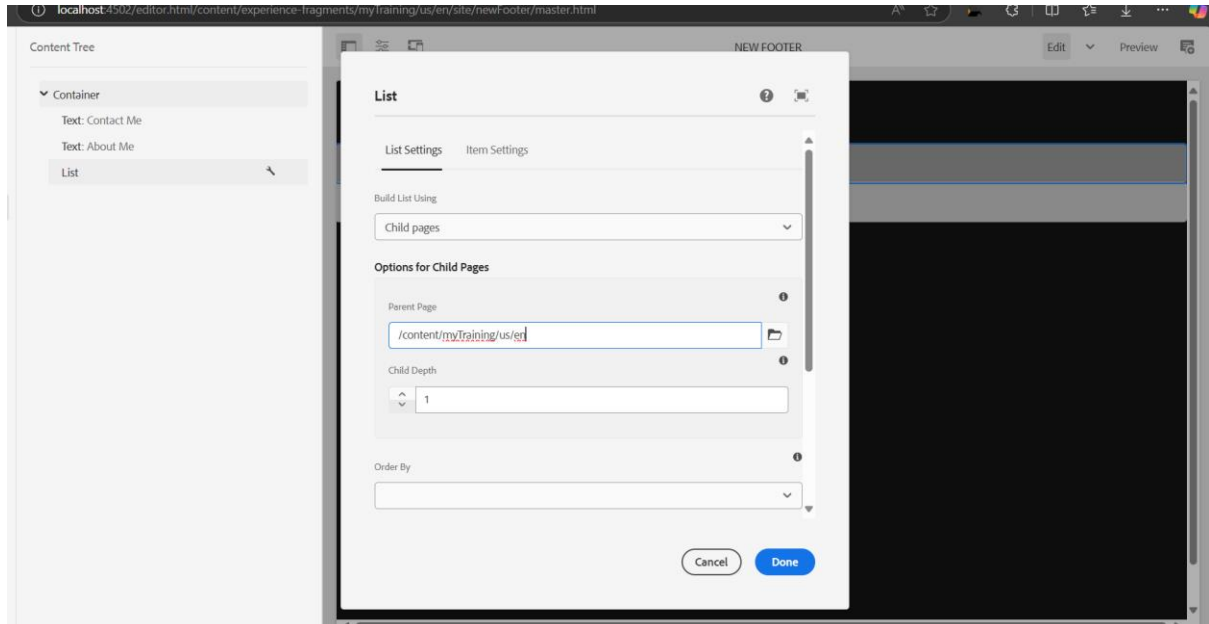 localhost:4502/editor.html/content/experience-fragments/myTraining/us/en/site/newFooter/master.html
Content Tree
NEW FOOTER
Edit
Preview
Container
Text: Contact Me
Text: About Me
List
List
List Settings
Item Settings
Build List Using
Child pages
Options for Child Pages
Parent Page
/content/myTraining/us/en
Child Depth
1
Order By
Cancel
Done